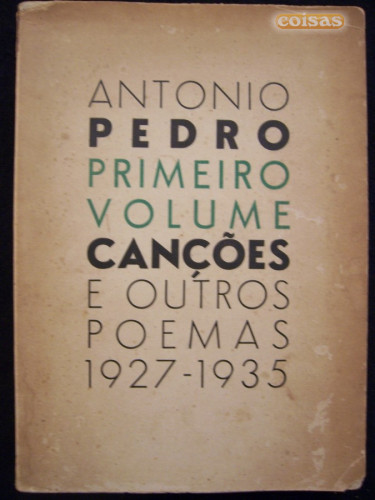 coisas
ANTONIO
PEDRO
PRIMEIRO
VOLUME
CANÇÕES
E OUTROS
POEMAS
1927-1935